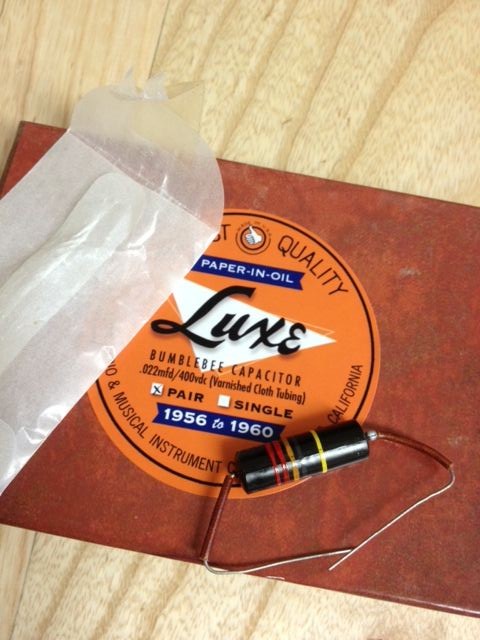 ST QUALITY
PAPER-IN-OIL
Luxe
BUMBLEBEE CAPACITOR
.022mfd/400vdc (Varnished Cloth Tubing)
x PAIR SINGLE
1956 to 1960
& MUSICAL INSTRUMENT
CALIFORNIA